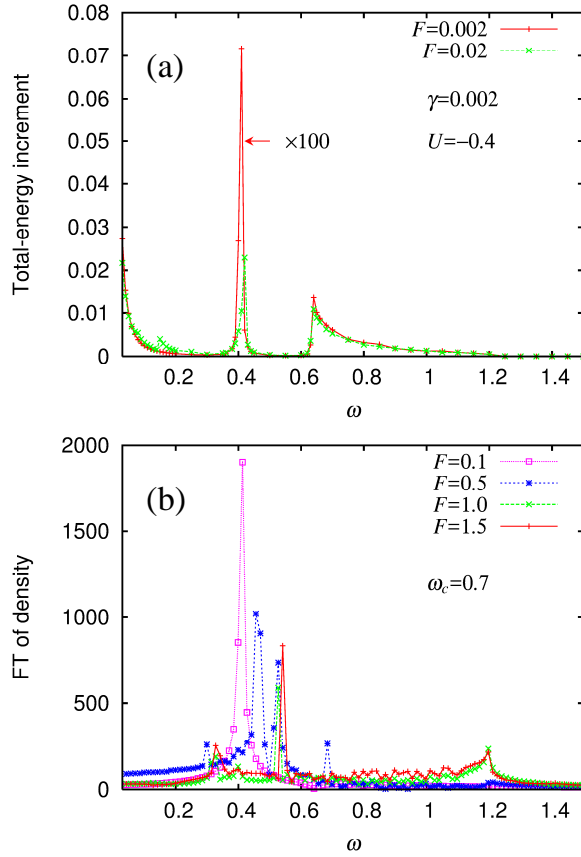 0.08
0.07
0.06
0.05
0.04
0.03
0.02
0.01
0
Total-energy increment
(a)
F=0.002
F=0.02
γ=0.002
×100
U=−0.4
0.2 0.4 0.6 0.8 1 1.2 1.4
ω
2000
1500
1000
500
0
FT of density
(b)
F=0.1
F=0.5
F=1.0
F=1.5
ω_c=0.7
0.2 0.4 0.6 0.8 1 1.2 1.4
ω